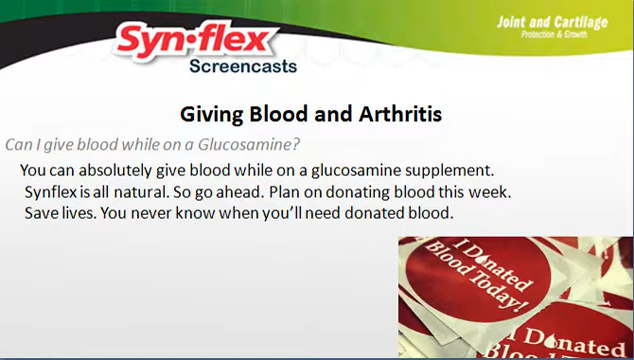 Syn•flex
Screencasts
Joint and Cartilage
Protection & Growth
Giving Blood and Arthritis
Can I give blood while on a Glucosamine?
You can absolutely give blood while on a glucosamine supplement.
Synflex is all natural. So go ahead. Plan on donating blood this week.
Save lives. You never know when you'll need donated blood.
I Donated
Blood Today!
I Donated